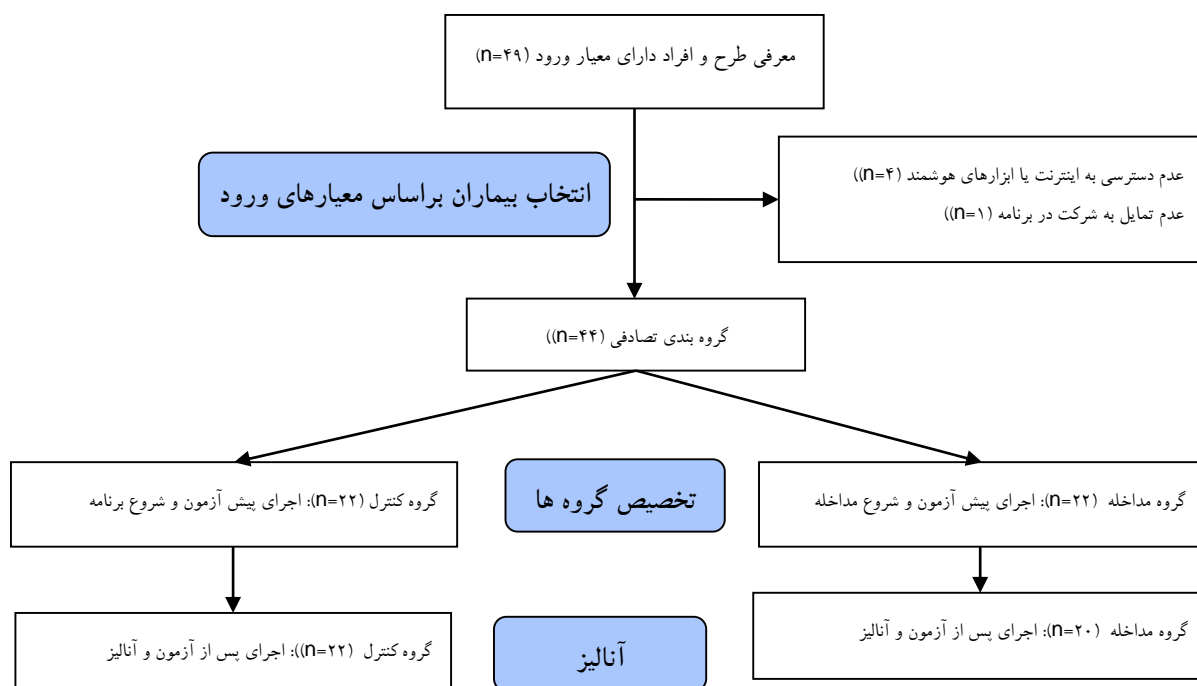 معرفی طرح و افراد دارای معیار ورود (n=۴۹)
انتخاب بیماران براساس معیارهای ورود
عدم دسترسی به اینترنت یا ابزارهای هوشمند (n=۴))
عدم تمایل به شرکت در برنامه (n=۱))
گروه بندی تصادفی (n=۴۴))
گروه مداخله (n=۲۲): اجرای پیش آزمون و شروع مداخله
تخصیص گروه ها
گروه کنترل (n=۲۲): اجرای پیش آزمون و شروع برنامه
گروه مداخله (n=۲۰): اجرای پس از آزمون و آنالیز
آنالیز
گروه کنترل (n=۲۲)): اجرای پس از آزمون و آنالیز